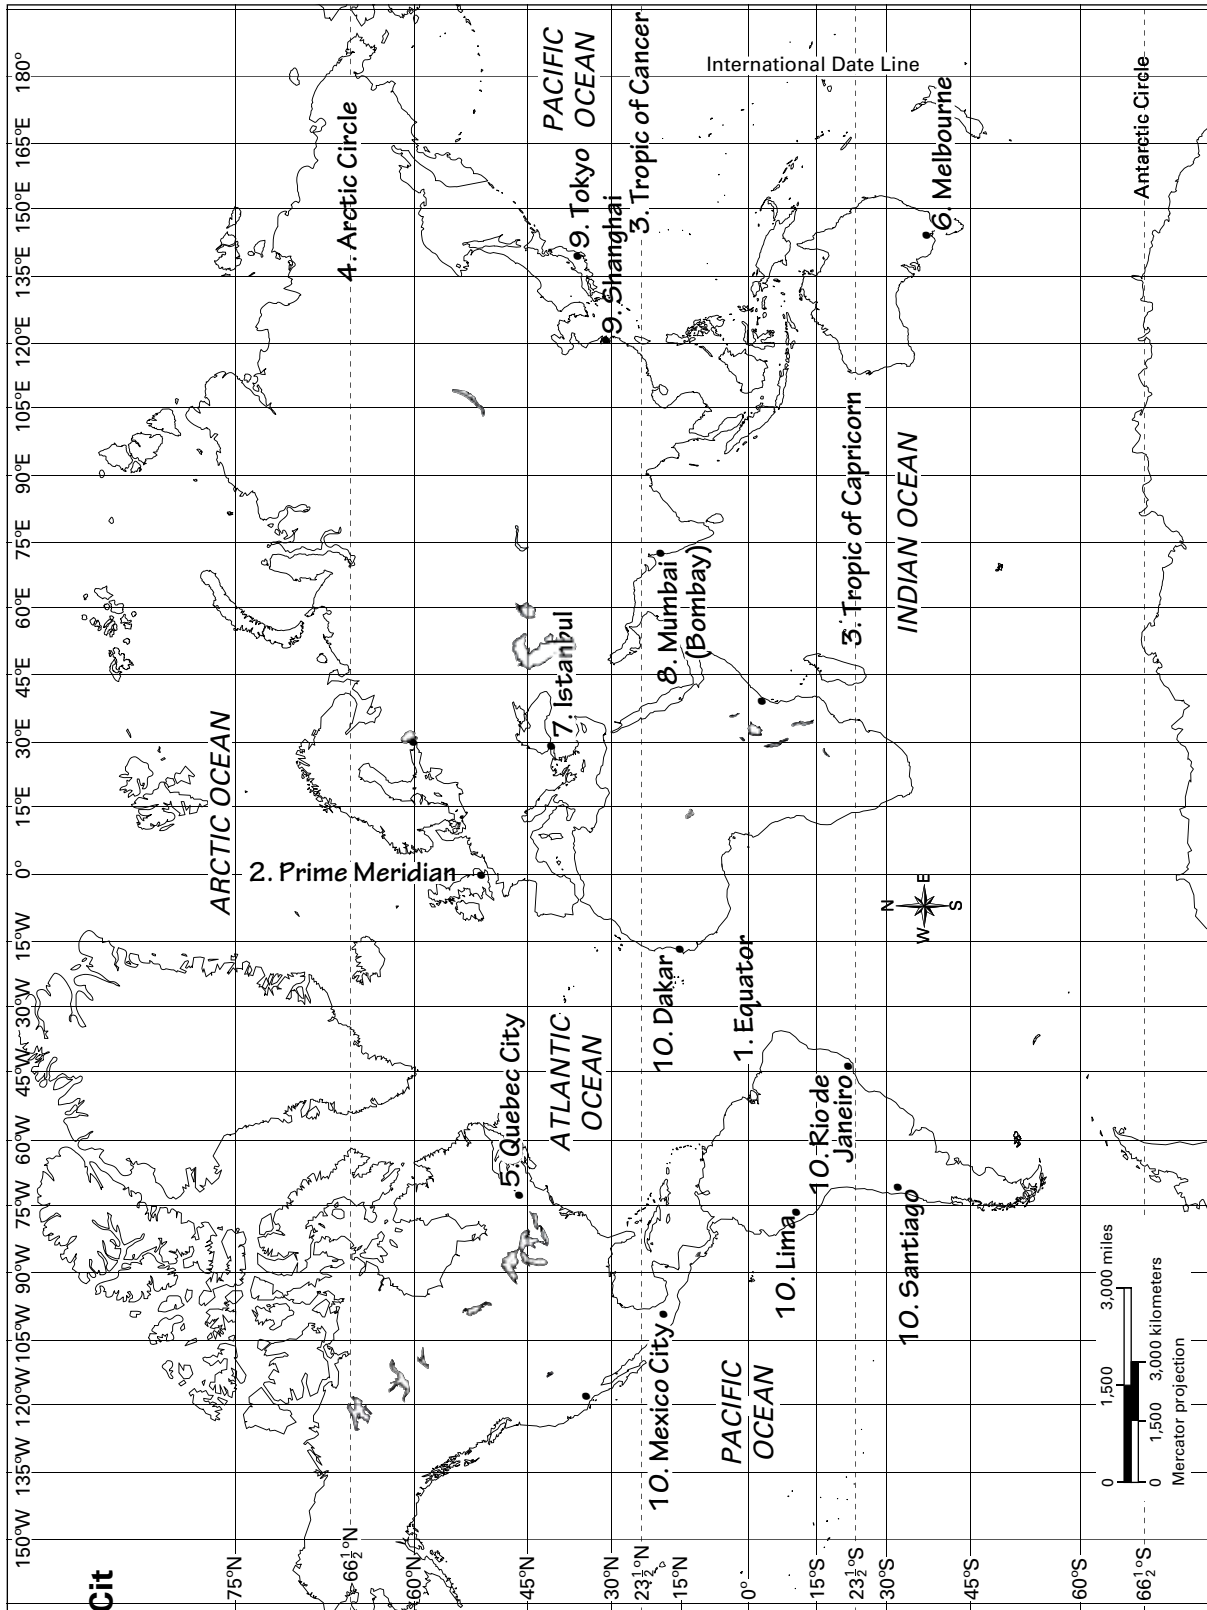 Cit
150°W
135°W
120°W
105°W
90°W
75°W
60°W
45°W
30°W
15°W
0°
15°E
30°E
45°E
60°E
75°E
90°E
105°E
120°E
135°E
150°E
165°E
180°
75°N
66½°N
60°N
45°N
30°N
23½°N
15°N
0°
15°S
23½°S
30°S
45°S
60°S
66½°S
ARCTIC OCEAN
2. Prime Meridian
4. Arctic Circle
5. Quebec City
ATLANTIC
OCEAN
7. Istanbul
PACIFIC
OCEAN
9. Tokyo
9. Shanghai
3. Tropic of Cancer
10. Mexico City
10. Dakar
8. Mumbai
(Bombay)
International Date Line
1. Equator
PACIFIC
OCEAN
10. Lima
10. Rio de
Janeiro
3. Tropic of Capricorn
10. Santiago
INDIAN OCEAN
6. Melbourne
N
W
E
S
Antarctic Circle
0
1,500
3,000 miles
0
1,500
3,000 kilometers
Mercator projection